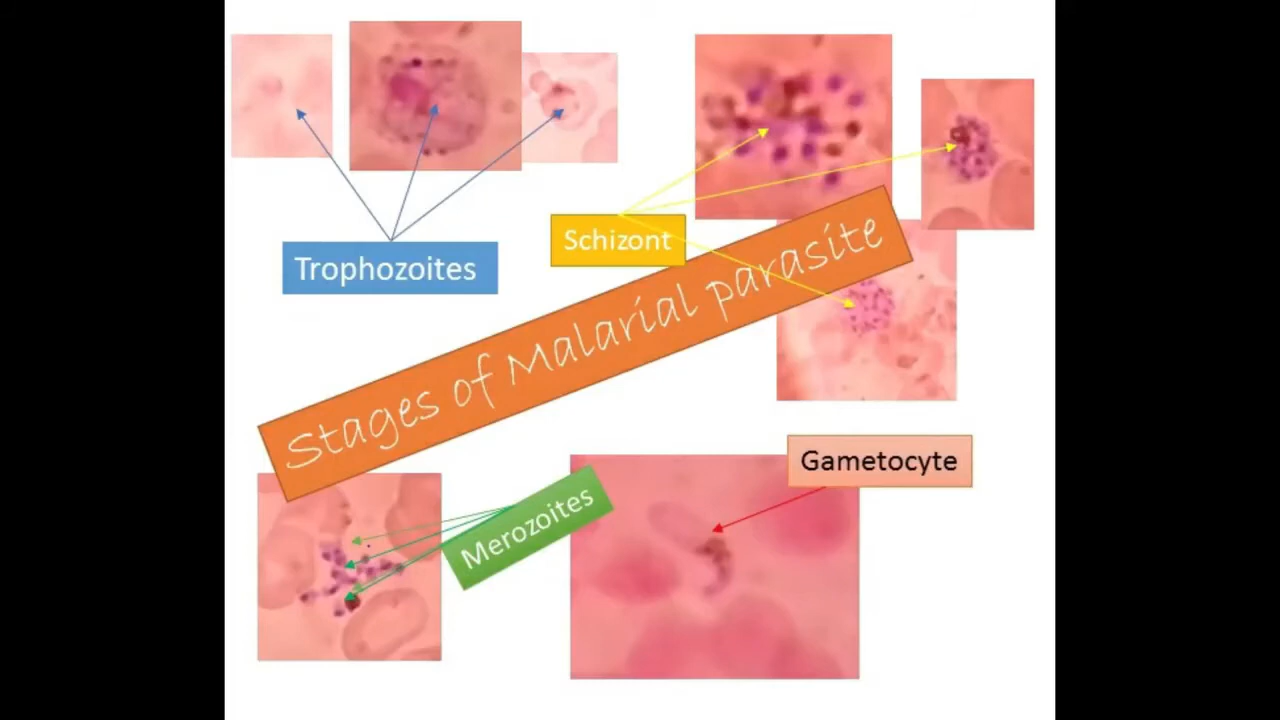 Trophozoites
Schizont
Stages of Malarial parasite
Merozoites
Gametocyte